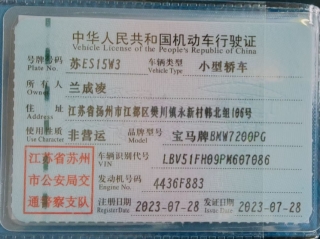 中华人民共和国机动车行驶证
Vehicle License of the People's Republic of China
号牌号码 Plate No. 苏E515W3 车辆类型 Vehicle Type 小型轿车
所有人 Owner 兰成凌
住址 Address 江苏省扬州市江都区樊川镇永新村韩北组106号
使用性质 Use Character 非营运 品牌型号 Model 宝马牌BMW7200PG
江苏省苏州市公安局交通警察支队
车辆识别代号 VIN LBV51FH09PM607086
发动机号码 Engine No. 4436F883
注册日期 Register Date 2023-07-28 发证日期 Issue Date 2023-07-28